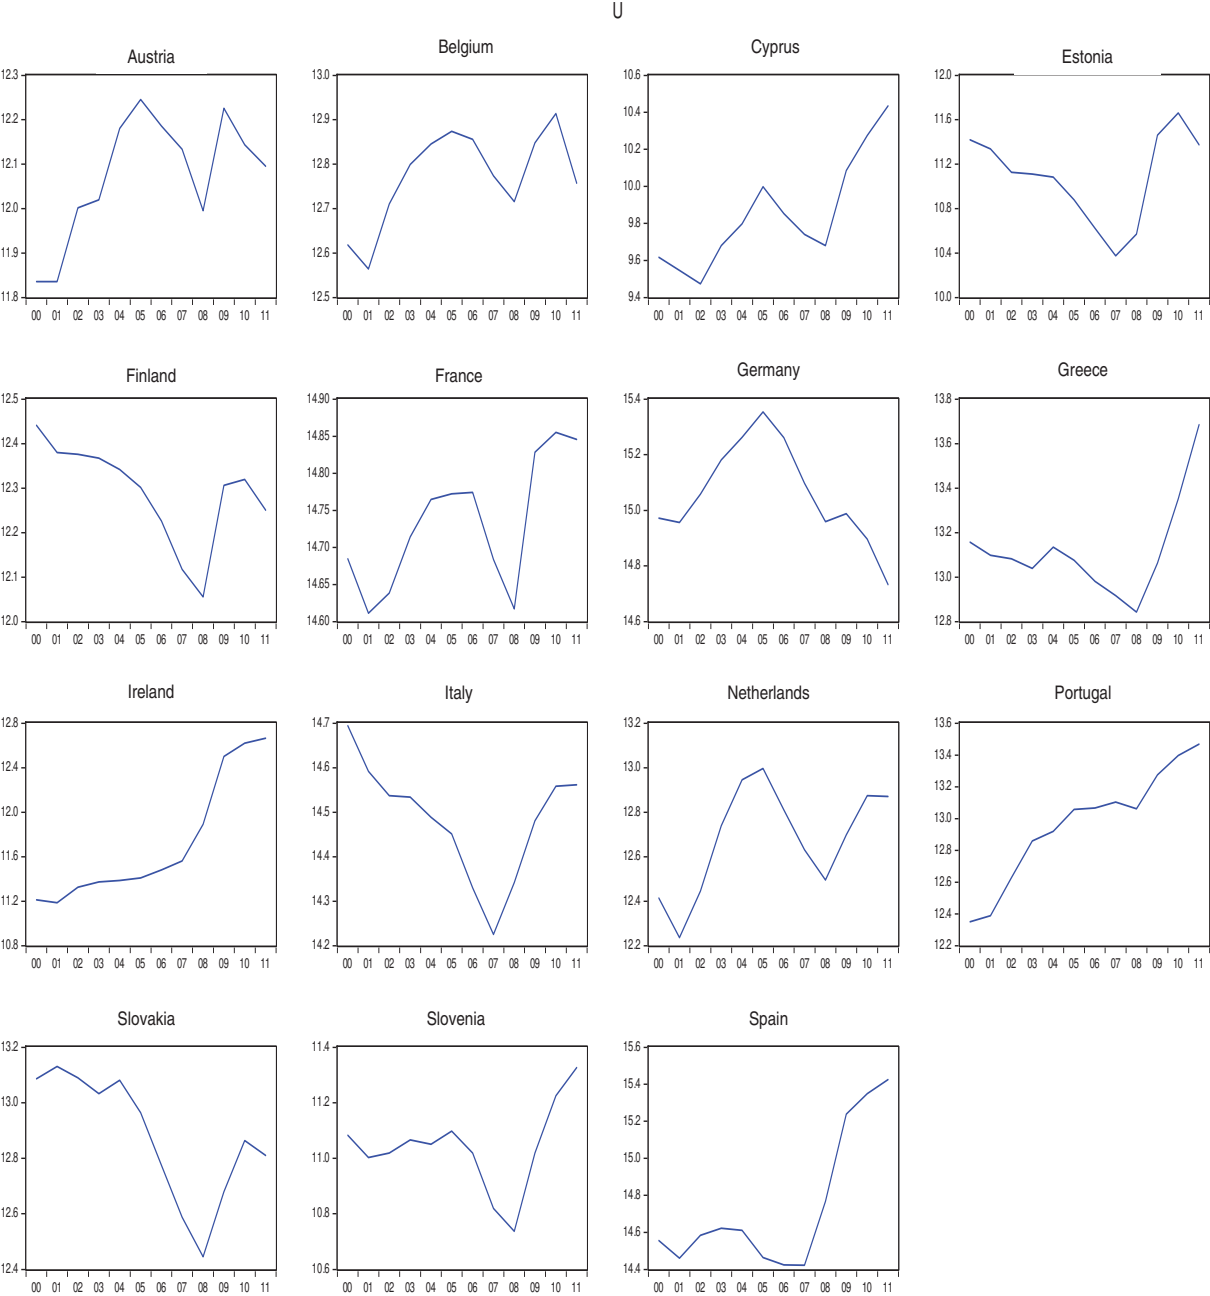 U
Austria
12.3
12.2
12.1
12.0
11.9
11.8
00 01 02 03 04 05 06 07 08 09 10 11
Belgium
13.0
12.9
12.8
12.7
12.6
12.5
00 01 02 03 04 05 06 07 08 09 10 11
Cyprus
10.6
10.4
10.2
10.0
9.8
9.6
9.4
00 01 02 03 04 05 06 07 08 09 10 11
Estonia
12.0
11.6
11.2
10.8
10.4
10.0
00 01 02 03 04 05 06 07 08 09 10 11
Finland
12.5
12.4
12.3
12.2
12.1
12.0
00 01 02 03 04 05 06 07 08 09 10 11
France
14.90
14.85
14.80
14.75
14.70
14.65
14.60
00 01 02 03 04 05 06 07 08 09 10 11
Germany
15.4
15.2
15.0
14.8
14.6
00 01 02 03 04 05 06 07 08 09 10 11
Greece
13.8
13.6
13.4
13.2
13.0
12.8
00 01 02 03 04 05 06 07 08 09 10 11
Ireland
12.8
12.4
12.0
11.6
11.2
10.8
00 01 02 03 04 05 06 07 08 09 10 11
Italy
14.7
14.6
14.5
14.4
14.3
14.2
00 01 02 03 04 05 06 07 08 09 10 11
Netherlands
13.2
13.0
12.8
12.6
12.4
12.2
00 01 02 03 04 05 06 07 08 09 10 11
Portugal
13.6
13.4
13.2
13.0
12.8
12.6
12.4
12.2
00 01 02 03 04 05 06 07 08 09 10 11
Slovakia
13.2
13.0
12.8
12.6
12.4
00 01 02 03 04 05 06 07 08 09 10 11
Slovenia
11.4
11.2
11.0
10.8
10.6
00 01 02 03 04 05 06 07 08 09 10 11
Spain
15.6
15.4
15.2
15.0
14.8
14.6
14.4
00 01 02 03 04 05 06 07 08 09 10 11